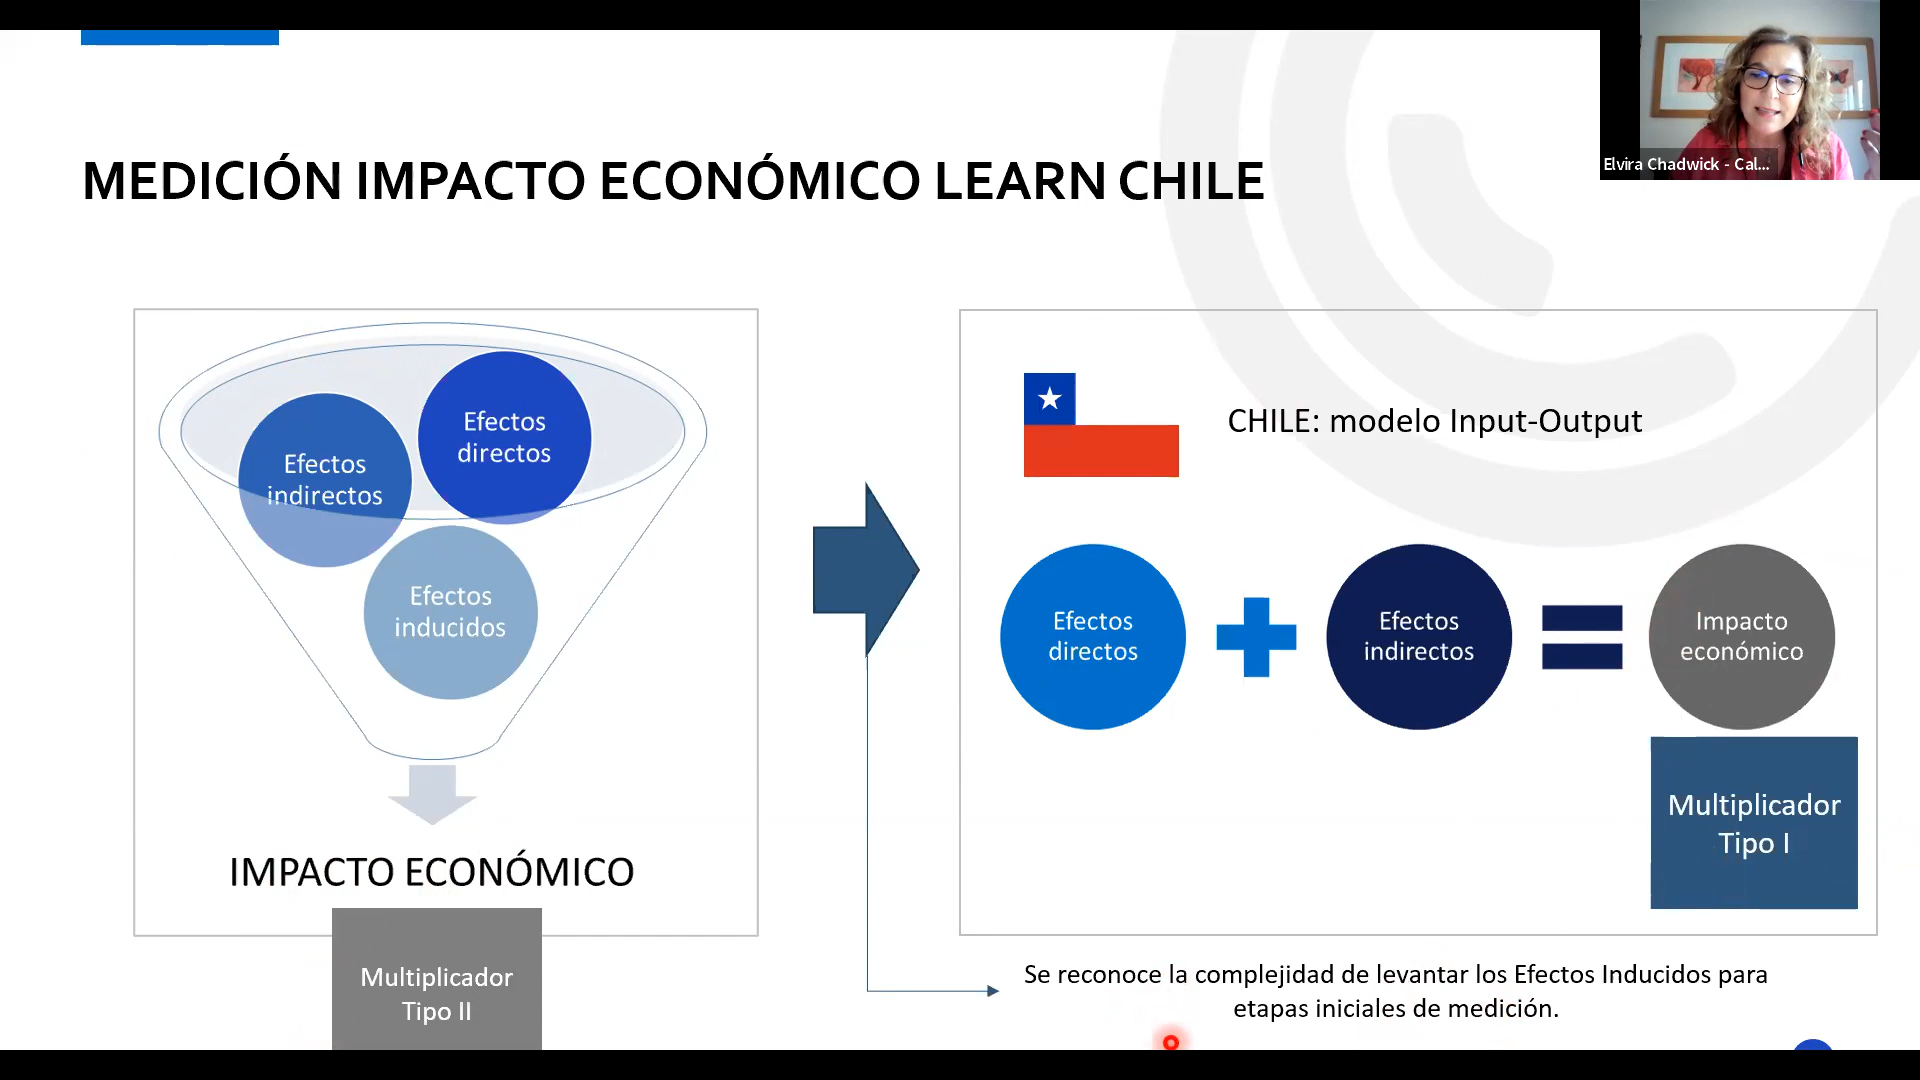 Elvira Chadwick - Cal...
MEDICIÓN IMPACTO ECONÓMICO LEARN CHILE
Efectos
directos
Efectos
indirectos
Efectos
inducidos
IMPACTO ECONÓMICO
Multiplicador
Tipo II
CHILE: modelo Input-Output
Efectos
directos
Efectos
indirectos
Impacto
económico
Multiplicador
Tipo I
Se reconoce la complejidad de levantar los Efectos Inducidos para
etapas iniciales de medición.